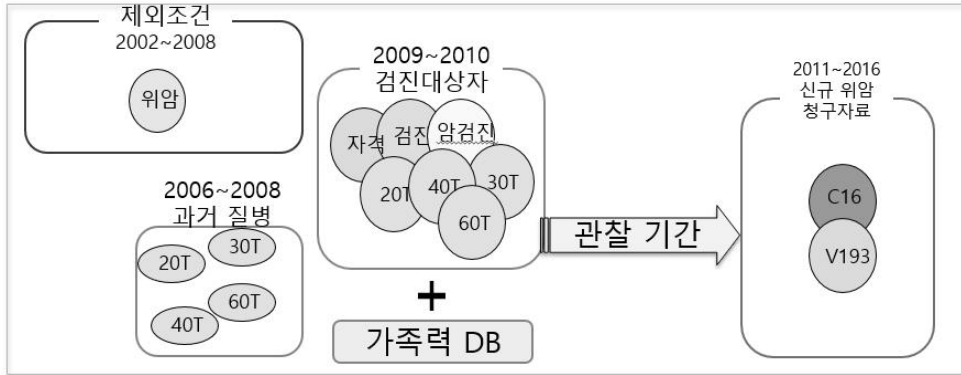 제외조건
2002~2008
위암
2006~2008
과거 질병
20T
30T
40T
60T
2009~2010
검진대상자
자격
검진
암검진
20T
40T
30T
60T
+
가족력 DB
관찰 기간
2011~2016
신규 위암
청구자료
C16
V193